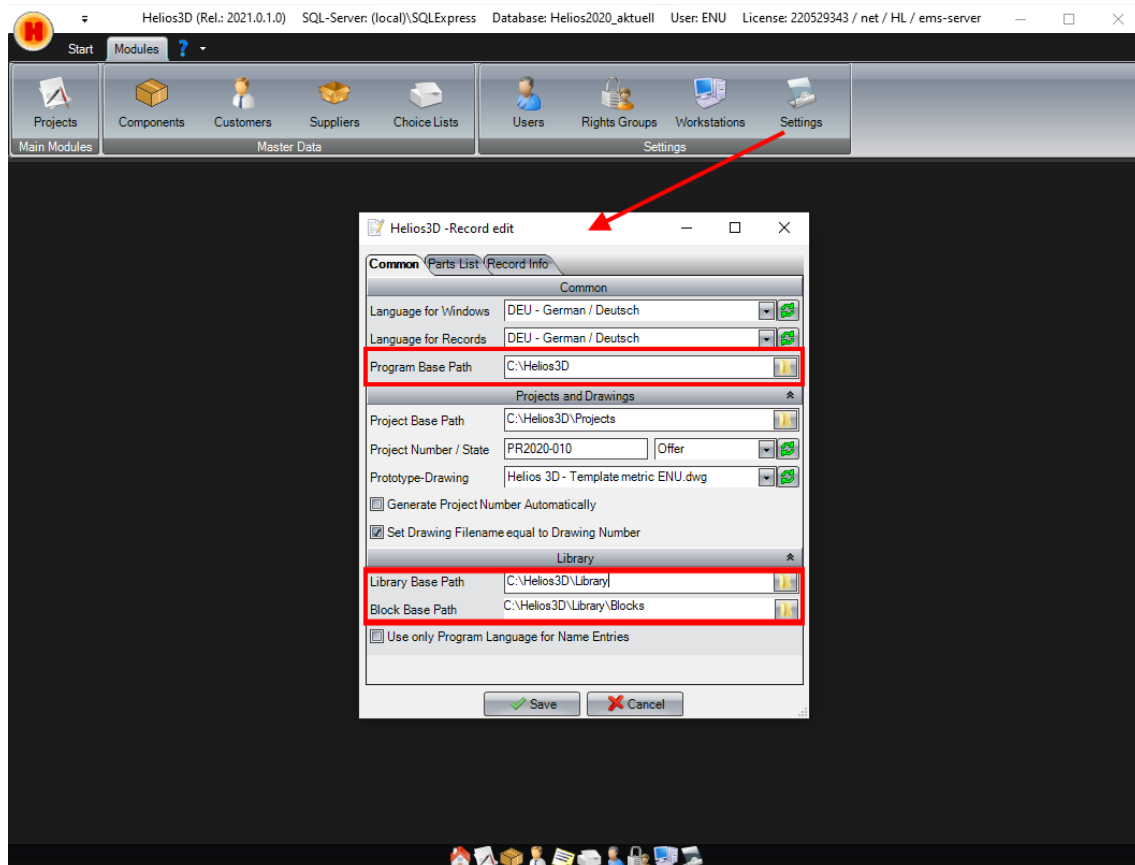 Helios3D (Rel.: 2021.0.1.0) SQL-Server: (local)\SQLExpress Database: Helios2020_aktuell User: ENU License: 220529343 / net / HL / ems-server
H
Start Modules ?
Projects Components Customers Suppliers Choice Lists Users Rights Groups Workstations Settings
Main Modules Master Data Settings
Helios3D -Record edit
Common Parts List Record Info
Common
Language for Windows DEU - German / Deutsch
Language for Records DEU - German / Deutsch
Program Base Path C:\Helios3D
Projects and Drawings
Project Base Path C:\Helios3D\Projects
Project Number / State PR2020-010 Offer
Prototype-Drawing Helios 3D - Template metric ENU.dwg
Generate Project Number Automatically
Set Drawing Filename equal to Drawing Number
Library
Library Base Path C:\Helios3D\Library
Block Base Path C:\Helios3D\Library\Blocks
Use only Program Language for Name Entries
Save Cancel